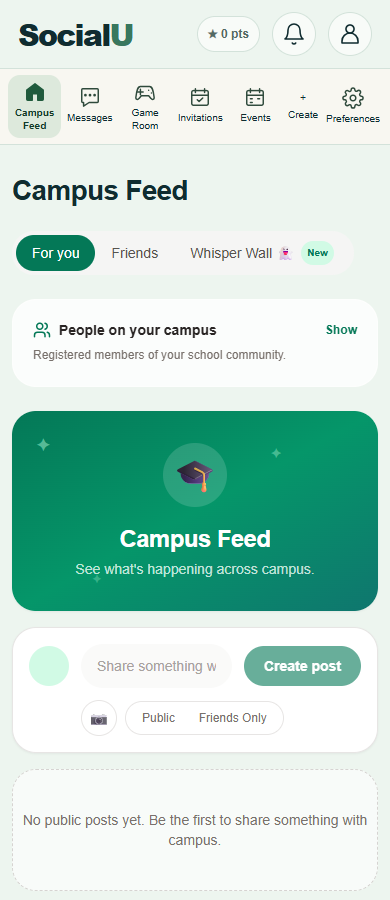 SocialU
★ 0 pts
Campus
Feed
Messages
Game
Room
Invitations
Events
+
Create
Preferences
Campus Feed
For you
Friends
Whisper Wall 👻
New
People on your campus
Show
Registered members of your school community.
Campus Feed
See what's happening across campus.
Share something w
Create post
Public
Friends Only
No public posts yet. Be the first to share something with
campus.